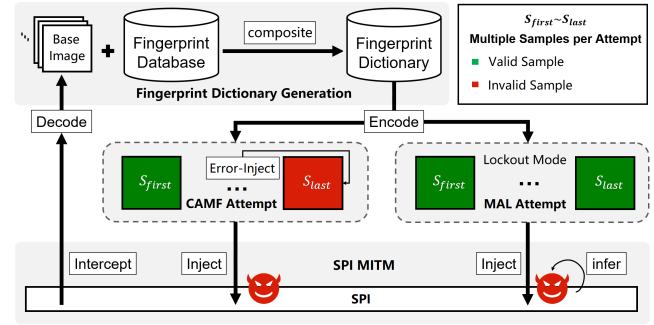 Base
Image
Fingerprint
Database
composite
Fingerprint
Dictionary
Fingerprint Dictionary Generation
S_first~S_last
Multiple Samples per Attempt
Valid Sample
Invalid Sample
Decode
Encode
S_first
Error-Inject
...
S_last
CAMF Attempt
S_first
Lockout Mode
...
S_last
MAL Attempt
Intercept
Inject
SPI MITM
Inject
infer
SPI